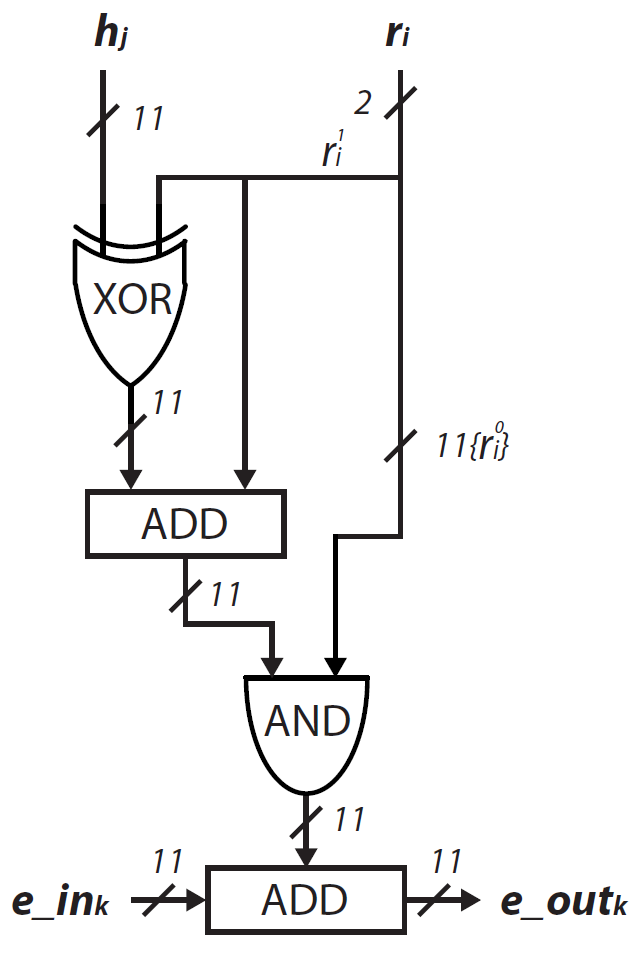 hj ri
11
2
ri1
XOR
11
11{ri0}
ADD
11
AND
11
11
11
e_ink
ADD
e_outk